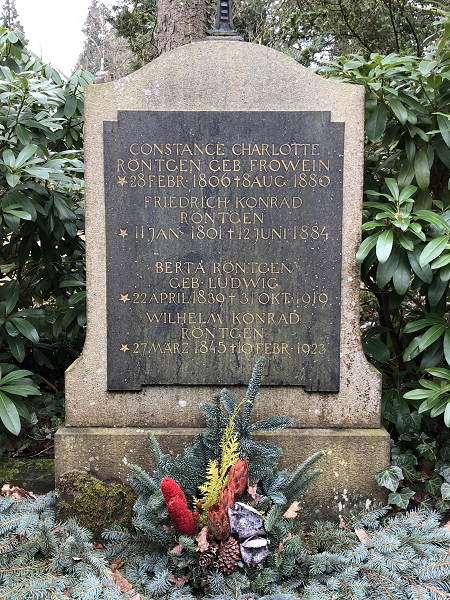 CONSTANCE CHARLOTTE
RÖNTGEN GEB FROWEIN
★28 FEBR· 1806 + 8 AUG· 1880
FRIEDRICH KONRAD
RÖNTGEN
★ 11 JAN· 1801 + 12 JUNI 1884
BERTA RÖNTGEN
GEB· LUDWIG
★ 22 APRIL 1839 + 31 OKT· 1919
WILHELM KONRAD
RÖNTGEN
★ 27 MÄRZ 1845 + 10 FEBR· 1923